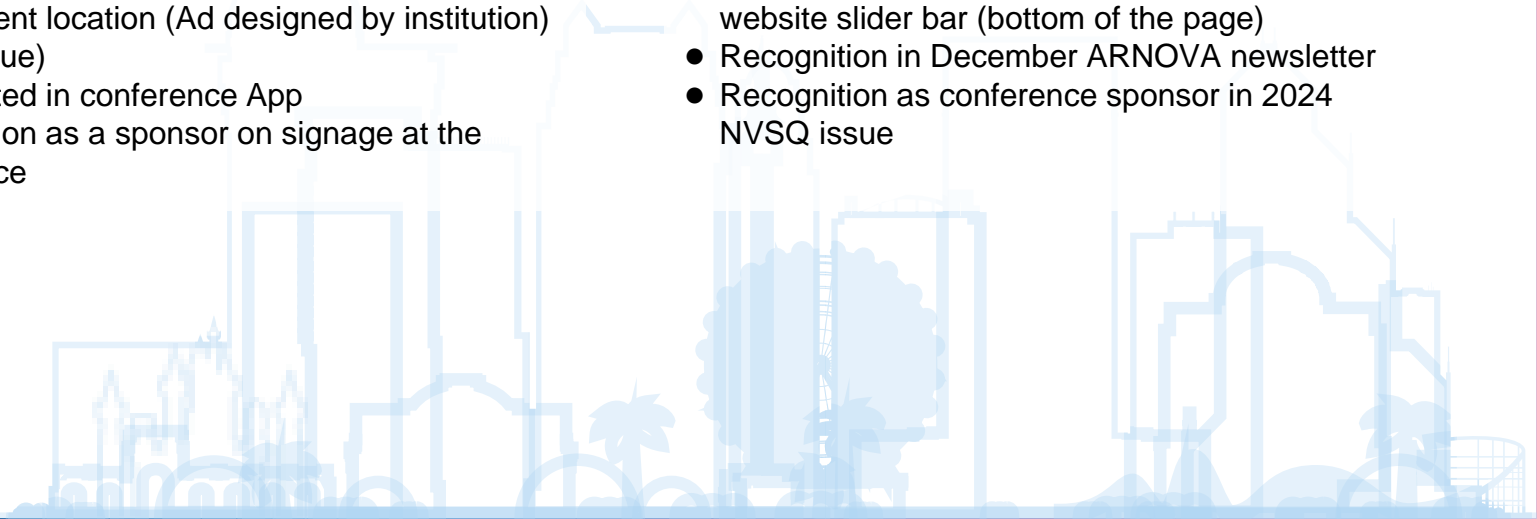 ent location (Ad designed by institution)
ue)
ed in conference App
on as a sponsor on signage at the
ce
website slider bar (bottom of the page)
● Recognition in December ARNOVA newsletter
● Recognition as conference sponsor in 2024
NVSQ issue